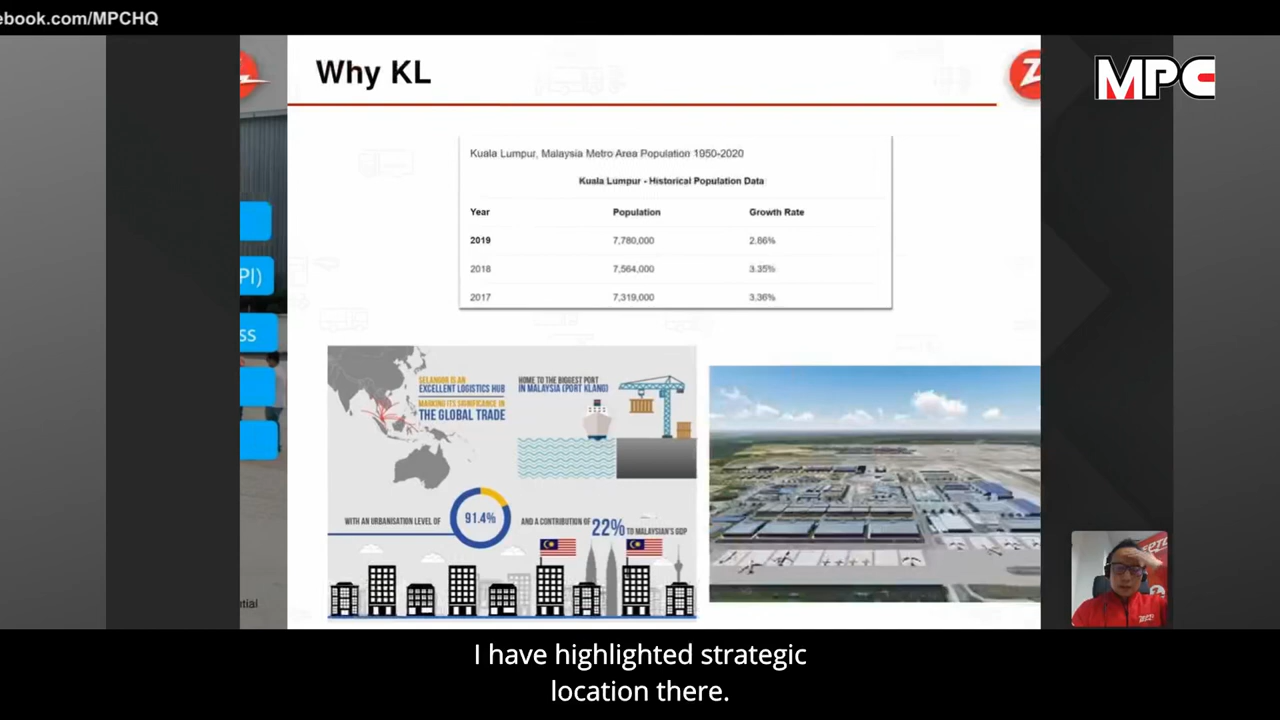 ebook.com/MPCHQ
Why KL
MPC
Kuala Lumpur, Malaysia Metro Area Population 1950-2020
Kuala Lumpur - Historical Population Data
Year Population Growth Rate
2019 7,780,000 2.86%
2018 7,564,000 3.35%
2017 7,319,000 3.36%
PI)
ss
SELANGOR IS AN
EXCELLENT LOGISTICS HUB
MARKING ITS SIGNIFICANCE IN
THE GLOBAL TRADE
HOME TO THE BIGGEST PORT
IN MALAYSIA (PORT KLANG)
WITH AN URBANISATION LEVEL OF
91.4%
AND A CONTRIBUTION OF 22% TO MALAYSIAN'S GDP
ntial
I have highlighted strategic
location there.